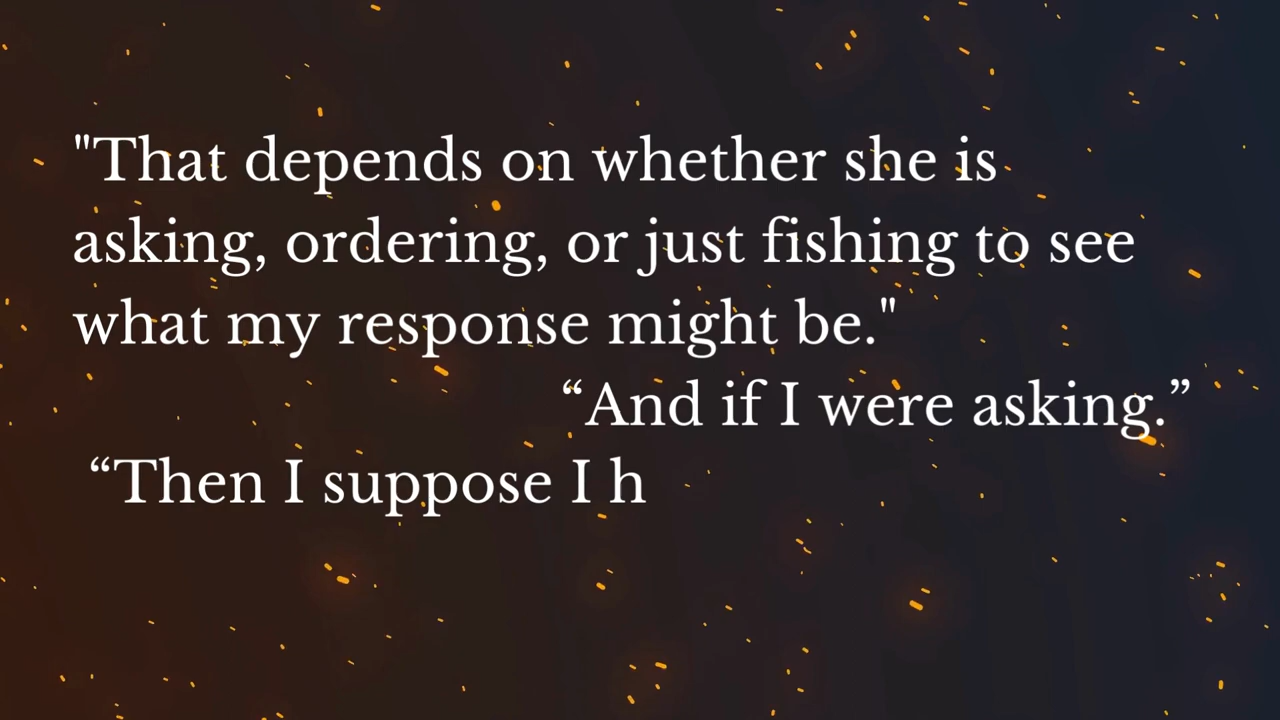 "That depends on whether she is
asking, ordering, or just fishing to see
what my response might be."
“And if I were asking.”
“Then I suppose I h